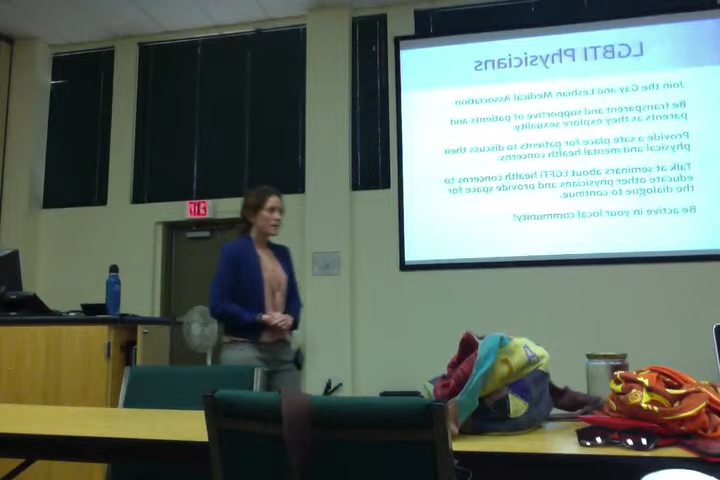 LGBTI Physicians
Join the Gay and Lesbian Medical Association
Be transparent and supportive of patients and
parents as they explore sexuality.
Provide a safe place for patients to discuss their
physical and mental health concerns.
Talk at seminars about LGFTI health concerns to
educate other physicians and provide space for
the dialogue to continue.
Be active in your local community!
EXIT